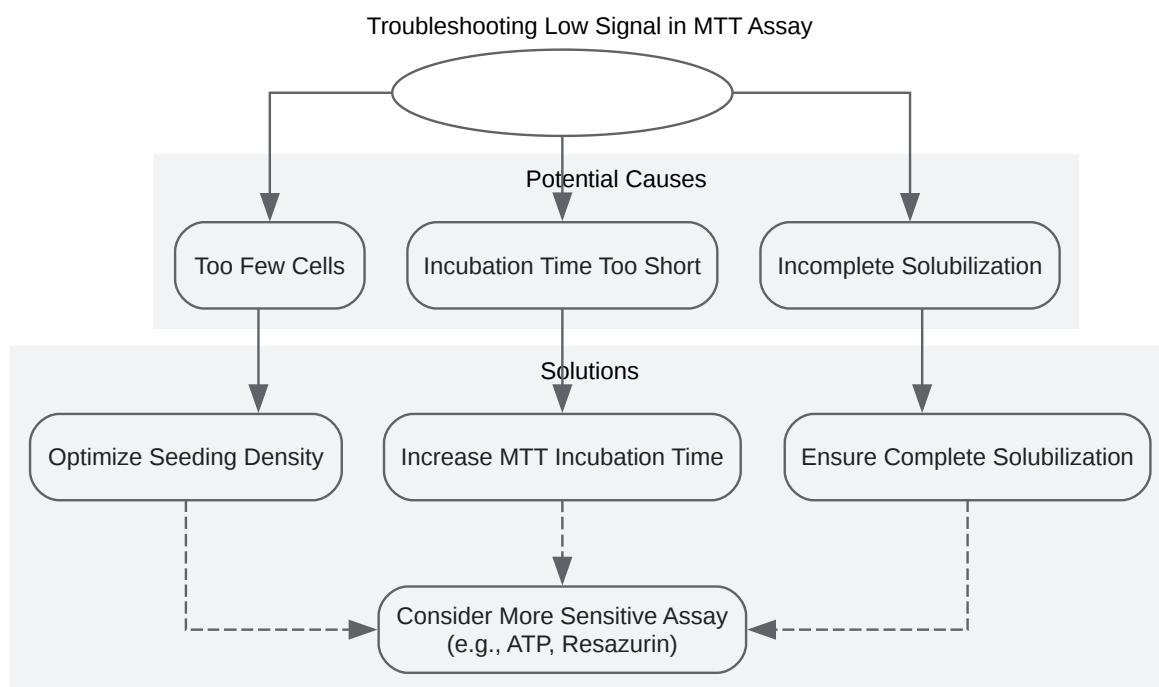 Troubleshooting Low Signal in MTT Assay
Potential Causes
Too Few Cells
Incubation Time Too Short
Incomplete Solubilization
Solutions
Optimize Seeding Density
Increase MTT Incubation Time
Ensure Complete Solubilization
Consider More Sensitive Assay
(e.g., ATP, Resazurin)